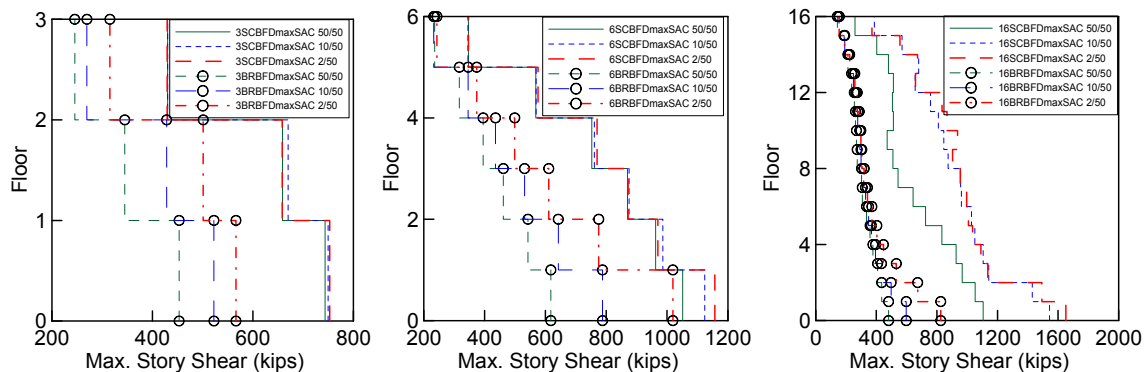 3
2
1
0
Floor
3SCBFDmaxSAC 50/50
3SCBFDmaxSAC 10/50
3SCBFDmaxSAC 2/50
3BRBFDmaxSAC 50/50
3BRBFDmaxSAC 10/50
3BRBFDmaxSAC 2/50
200 400 600 800
Max. Story Shear (kips)
6
4
2
0
Floor
6SCBFDmaxSAC 50/50
6SCBFDmaxSAC 10/50
6SCBFDmaxSAC 2/50
6BRBFDmaxSAC 50/50
6BRBFDmaxSAC 10/50
6BRBFDmaxSAC 2/50
200 400 600 800 1000 1200
Max. Story Shear (kips)
16
12
8
4
0
Floor
16SCBFDmaxSAC 50/50
16SCBFDmaxSAC 10/50
16SCBFDmaxSAC 2/50
16BRBFDmaxSAC 50/50
16BRBFDmaxSAC 10/50
16BRBFDmaxSAC 2/50
0 400 800 1200 1600 2000
Max. Story Shear (kips)